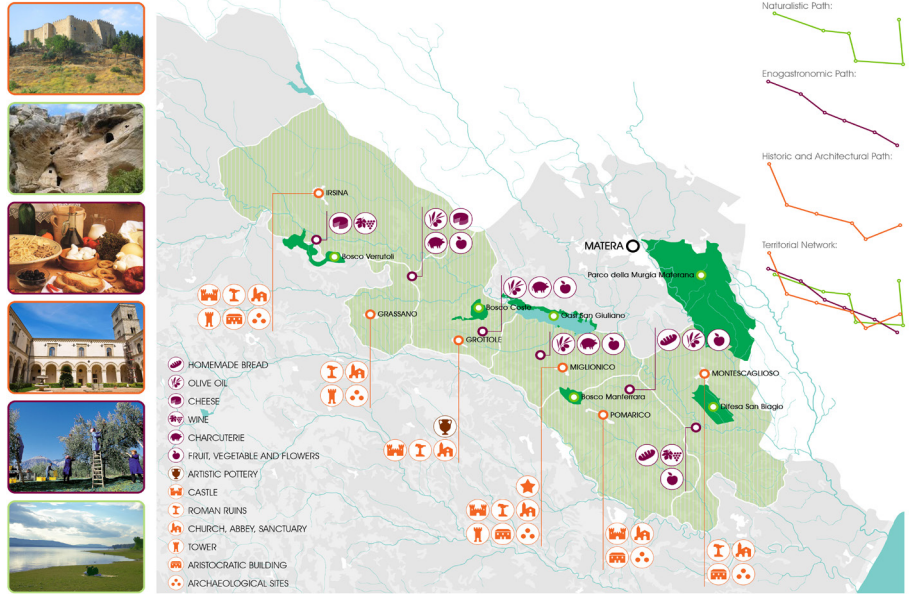 Naturalistic Path:
Enogastronomic Path:
Historic and Architectural Path:
Territorial Network:
IRSINA
Bosco Verrutoli
MATERA
Parco della Murgia Materana
GRASSANO
Bosco Coste
Oasi San Giuliano
GROTTOLE
MIGLIONICO
MONTESCAGLIOSO
Bosco Manferrara
Difesa San Biagio
POMARICO
HOMEMADE BREAD
OLIVE OIL
CHEESE
WINE
CHARCUTERIE
FRUIT, VEGETABLE AND FLOWERS
ARTISTIC POTTERY
CASTLE
ROMAN RUINS
CHURCH, ABBEY, SANCTUARY
TOWER
ARISTOCRATIC BUILDING
ARCHAEOLOGICAL SITES